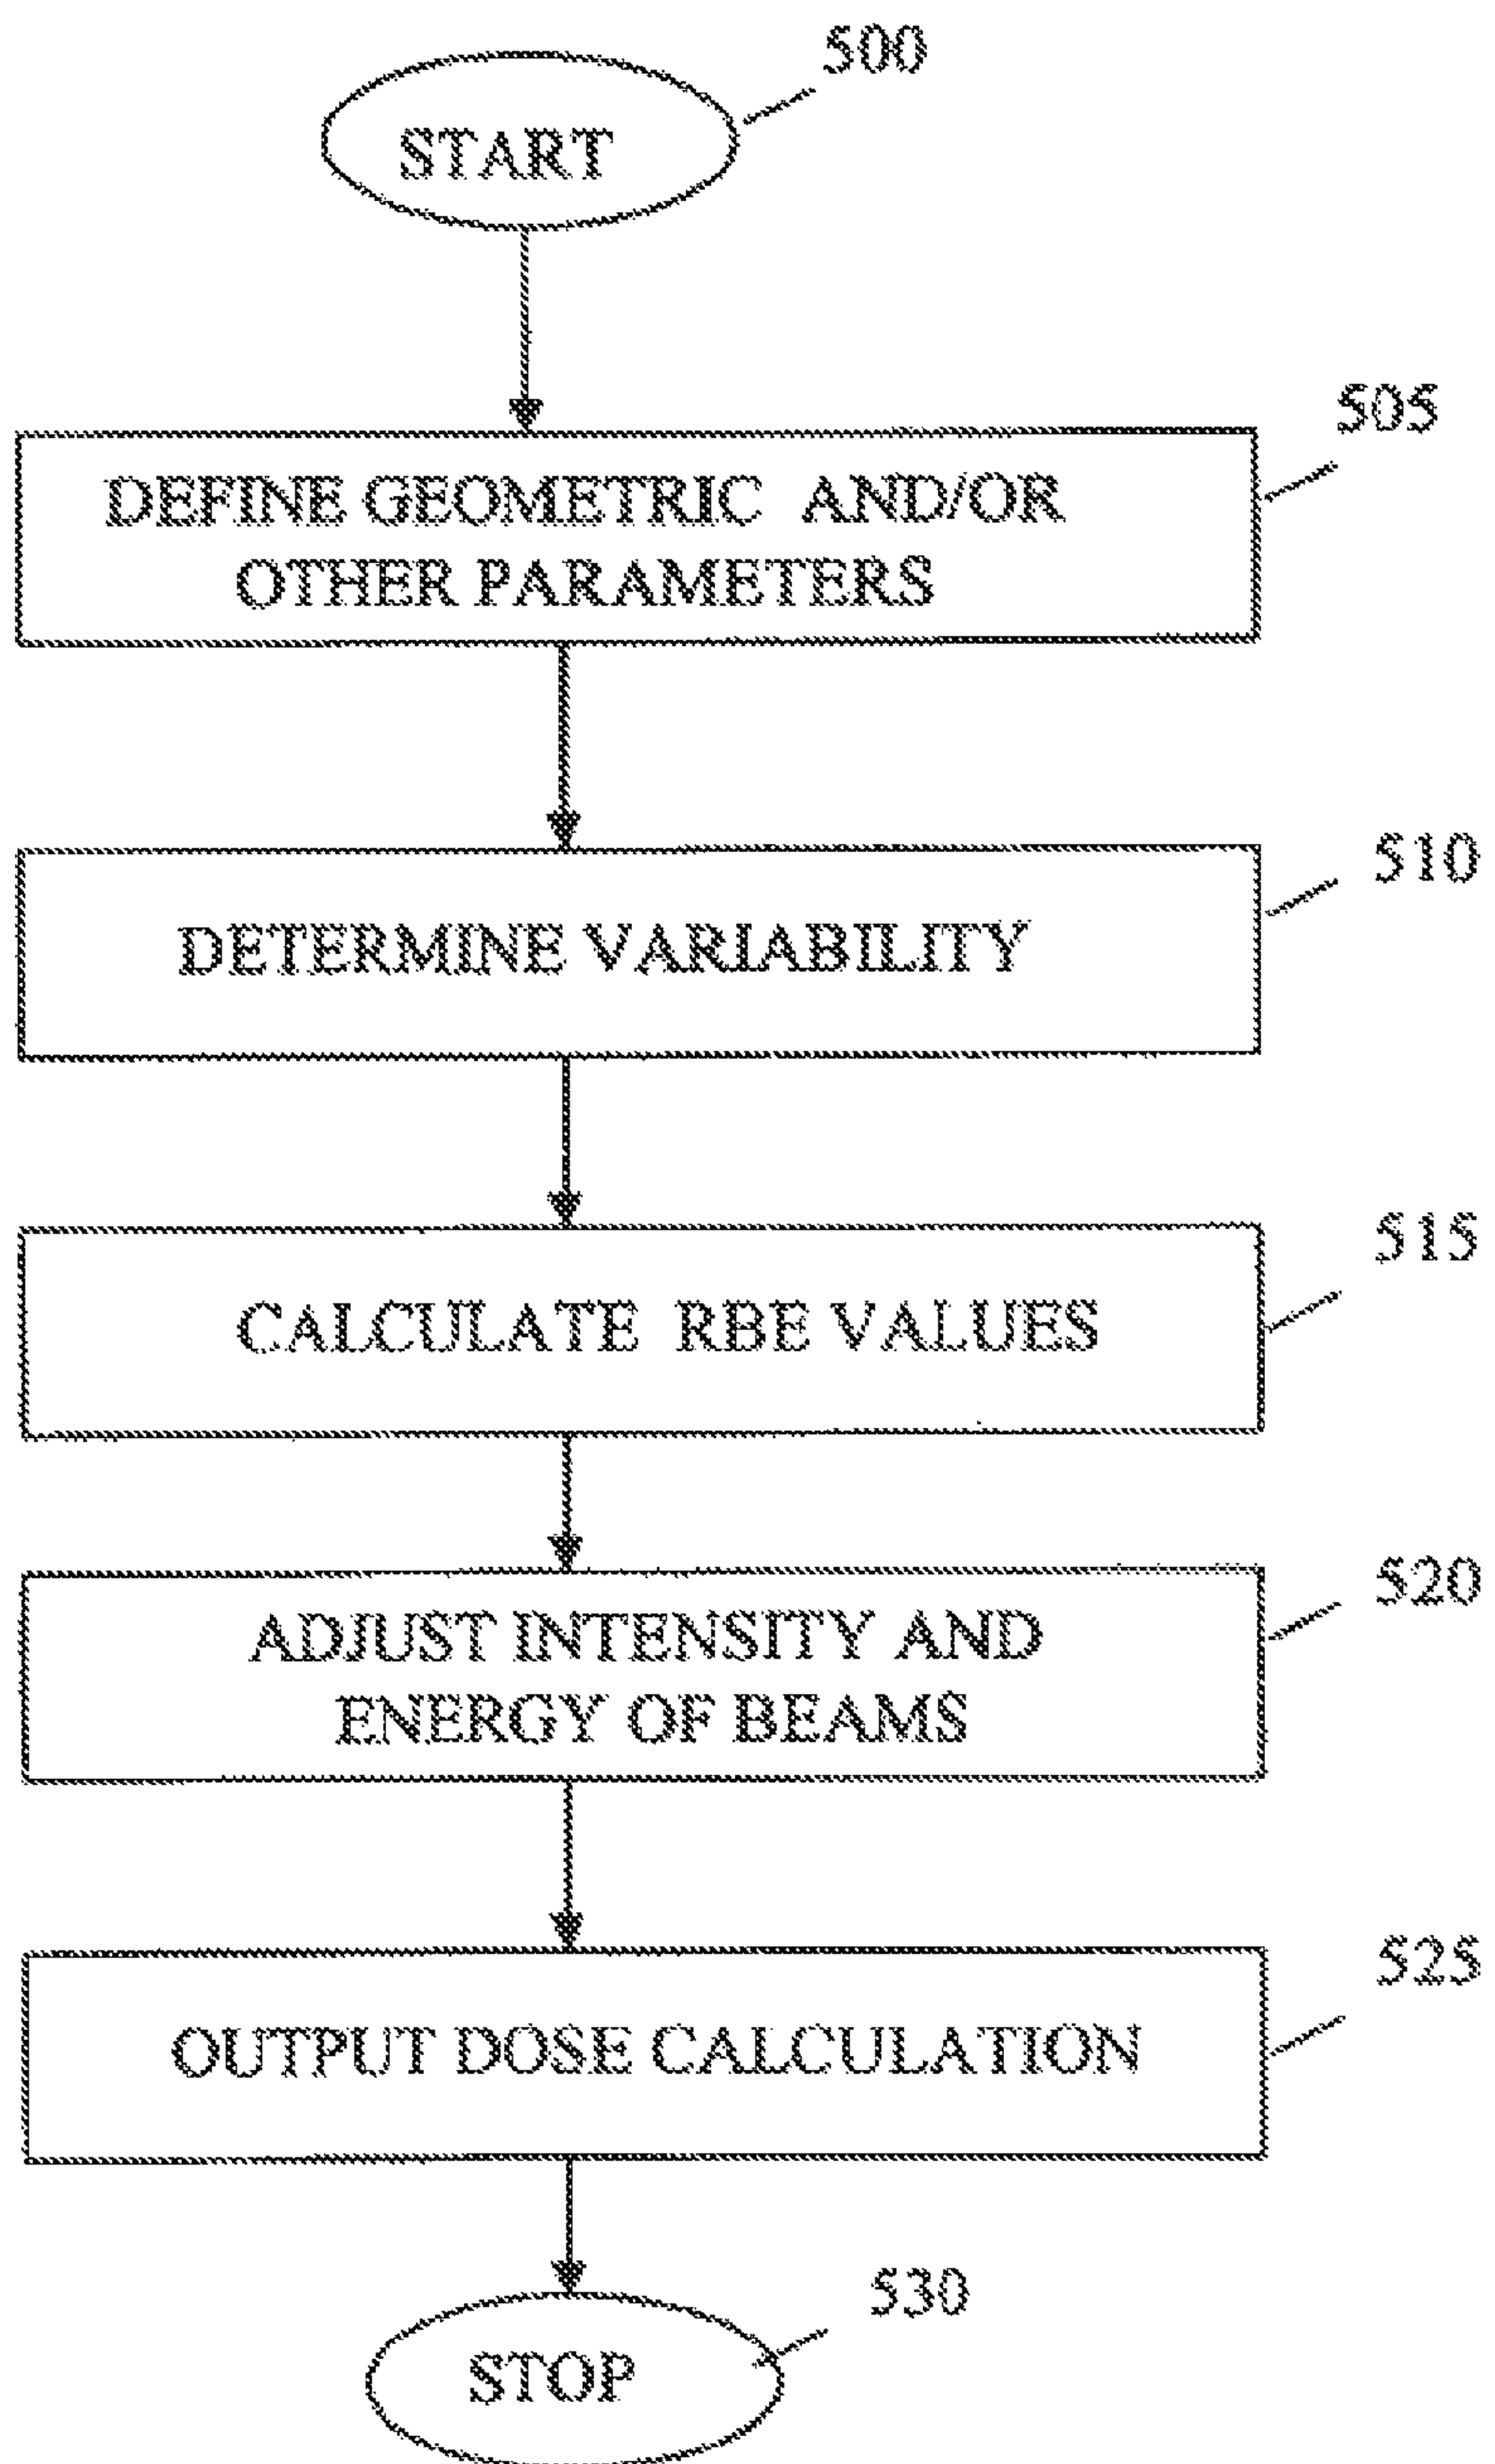 500
START
505
DEFINE GEOMETRIC AND/OR
OTHER PARAMETERS
510
DETERMINE VARIABILITY
515
CALCULATE RBE VALUES
520
ADJUST INTENSITY AND
ENERGY OF BEAMS
525
OUTPUT DOSE CALCULATION
530
STOP